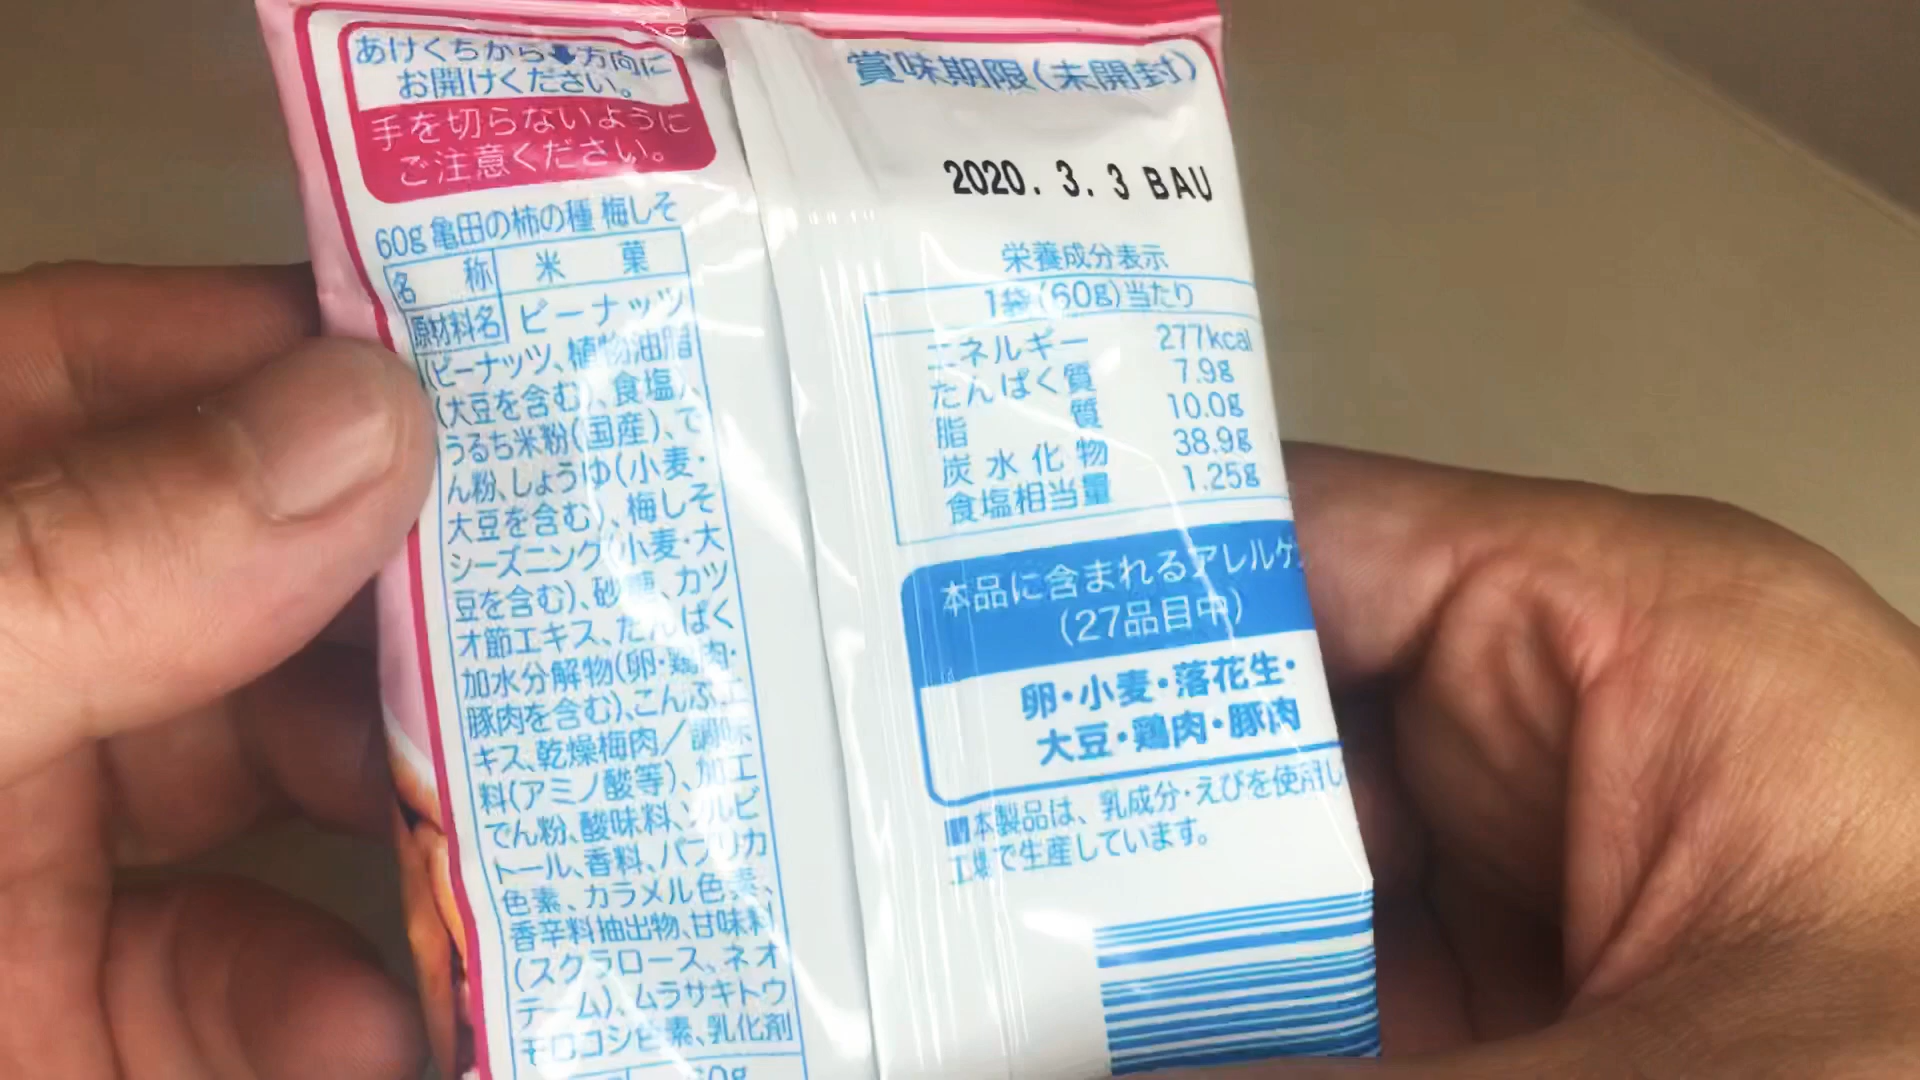 あけくちから⬇方向に
お開けください。
手を切らないように
ご注意ください。
60g 亀田の柿の種 梅しそ
名称 米菓
原材料名 ピーナッツ
(ピーナッツ、植物油脂
(大豆を含む)、食塩)、
うるち米粉(国産)、で
ん粉、しょうゆ(小麦・
大豆を含む)、梅しそ
シーズニング(小麦・大
豆を含む)、砂糖、カツ
オ節エキス、たんぱく
加水分解物(卵・鶏肉・
豚肉を含む)、こんぶエ
キス、乾燥梅肉/調味
料(アミノ酸等)、加工
でん粉、酸味料、ソルビ
トール、香料、パプリカ
色素、カラメル色素、
香辛料抽出物、甘味料
(スクラロース、ネオ
テーム)、ムラサキトウ
モロコシ色素、乳化剤
60g
賞味期限(未開封)
2020. 3. 3 BAU
栄養成分表示
1袋(60g)当たり
エネルギー 277kcal
たんぱく質 7.9g
脂質 10.0g
炭水化物 38.9g
食塩相当量 1.25g
本品に含まれるアレルゲン
(27品目中)
卵・小麦・落花生・
大豆・鶏肉・豚肉
■本製品は、乳成分・えびを使用し
工場で生産しています。